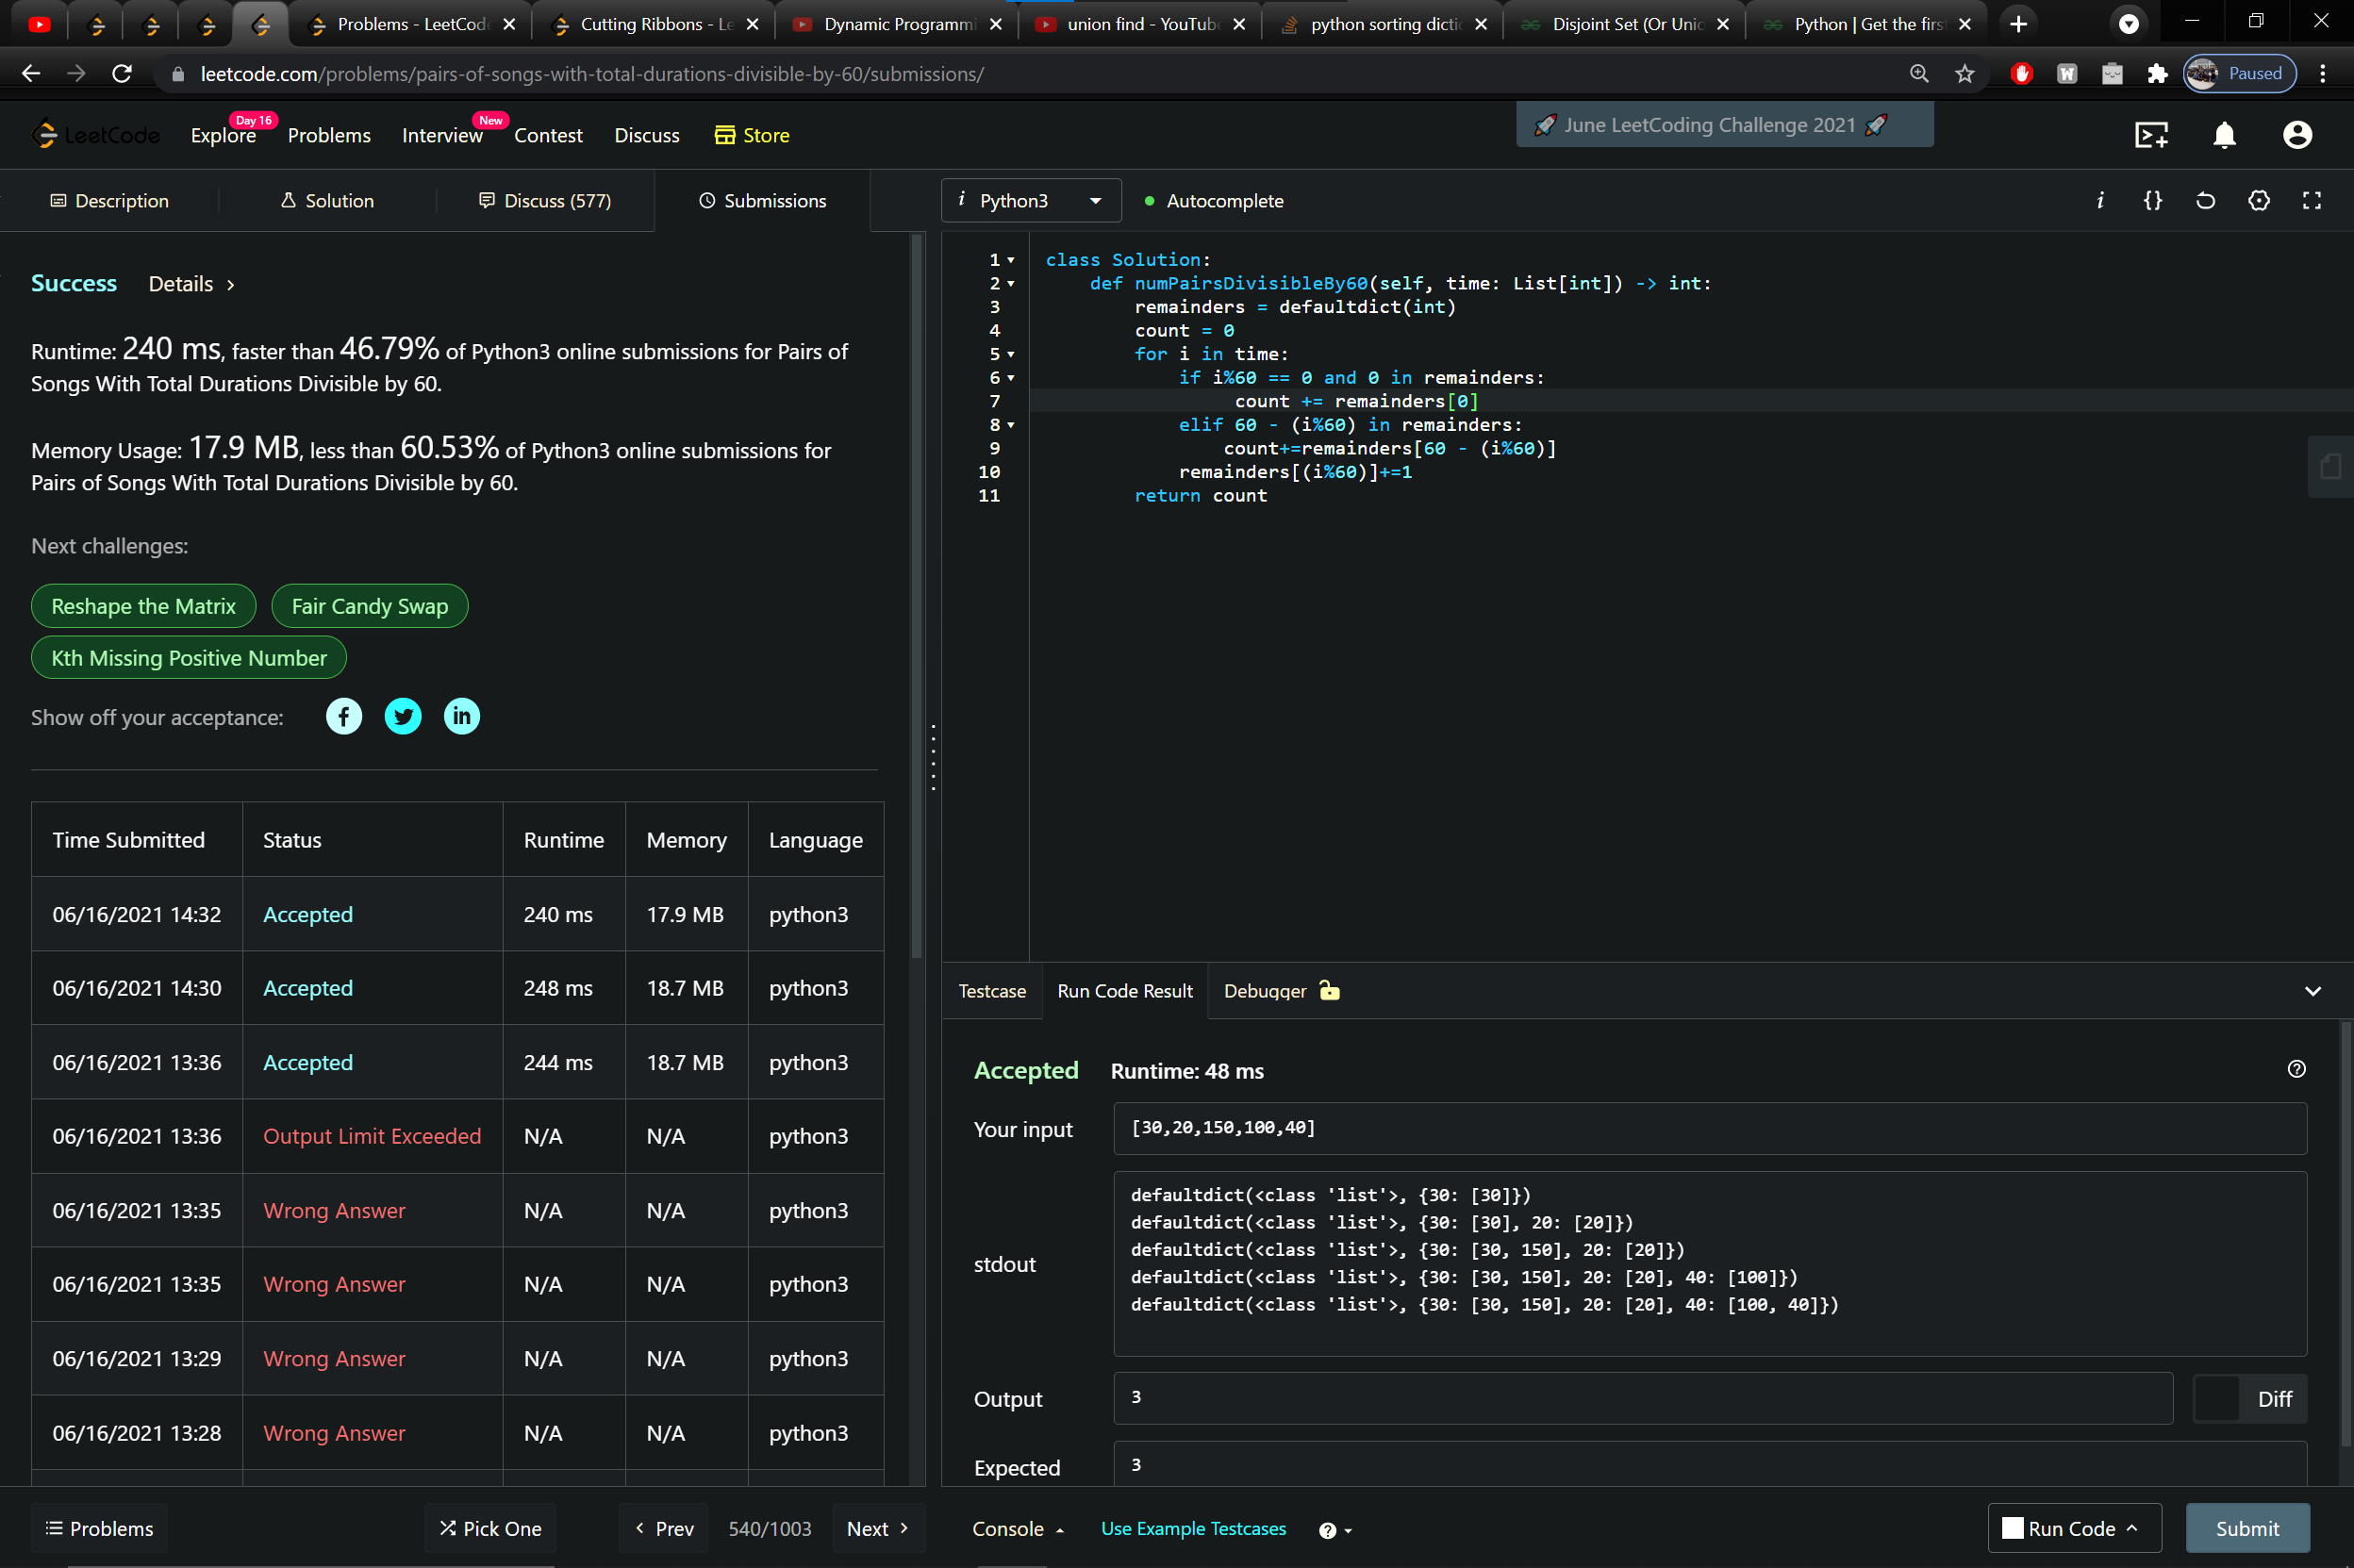 Problems - LeetCod
Cutting Ribbons - Le
Dynamic Programmi
union find - YouTube
python sorting dictio
Disjoint Set (Or Unio
Python | Get the firs
leetcode.com/problems/pairs-of-songs-with-total-durations-divisible-by-60/submissions/
Paused
LeetCode
Explore
Day 16
Problems
Interview
New
Contest
Discuss
Store
🚀 June LeetCoding Challenge 2021 🚀
Description
Solution
Discuss (577)
Submissions
i Python3
Autocomplete
i
{}
Success
Details >
Runtime: 240 ms, faster than 46.79% of Python3 online submissions for Pairs of
Songs With Total Durations Divisible by 60.
Memory Usage: 17.9 MB, less than 60.53% of Python3 online submissions for
Pairs of Songs With Total Durations Divisible by 60.
Next challenges:
Reshape the Matrix
Fair Candy Swap
Kth Missing Positive Number
Show off your acceptance:
Time Submitted Status Runtime Memory Language
06/16/2021 14:32 Accepted 240 ms 17.9 MB python3
06/16/2021 14:30 Accepted 248 ms 18.7 MB python3
06/16/2021 13:36 Accepted 244 ms 18.7 MB python3
06/16/2021 13:36 Output Limit Exceeded N/A N/A python3
06/16/2021 13:35 Wrong Answer N/A N/A python3
06/16/2021 13:35 Wrong Answer N/A N/A python3
06/16/2021 13:29 Wrong Answer N/A N/A python3
06/16/2021 13:28 Wrong Answer N/A N/A python3
1 class Solution:
2 def numPairsDivisibleBy60(self, time: List[int]) -> int:
3 remainders = defaultdict(int)
4 count = 0
5 for i in time:
6 if i%60 == 0 and 0 in remainders:
7 count += remainders[0]
8 elif 60 - (i%60) in remainders:
9 count+=remainders[60 - (i%60)]
10 remainders[(i%60)]+=1
11 return count
Testcase
Run Code Result
Debugger
Accepted
Runtime: 48 ms
Your input
[30,20,150,100,40]
stdout
defaultdict(<class 'list'>, {30: [30]})
defaultdict(<class 'list'>, {30: [30], 20: [20]})
defaultdict(<class 'list'>, {30: [30, 150], 20: [20]})
defaultdict(<class 'list'>, {30: [30, 150], 20: [20], 40: [100]})
defaultdict(<class 'list'>, {30: [30, 150], 20: [20], 40: [100, 40]})
Output
3
Diff
Expected
3
Problems
Pick One
Prev
540/1003
Next
Console
Use Example Testcases
Run Code
Submit